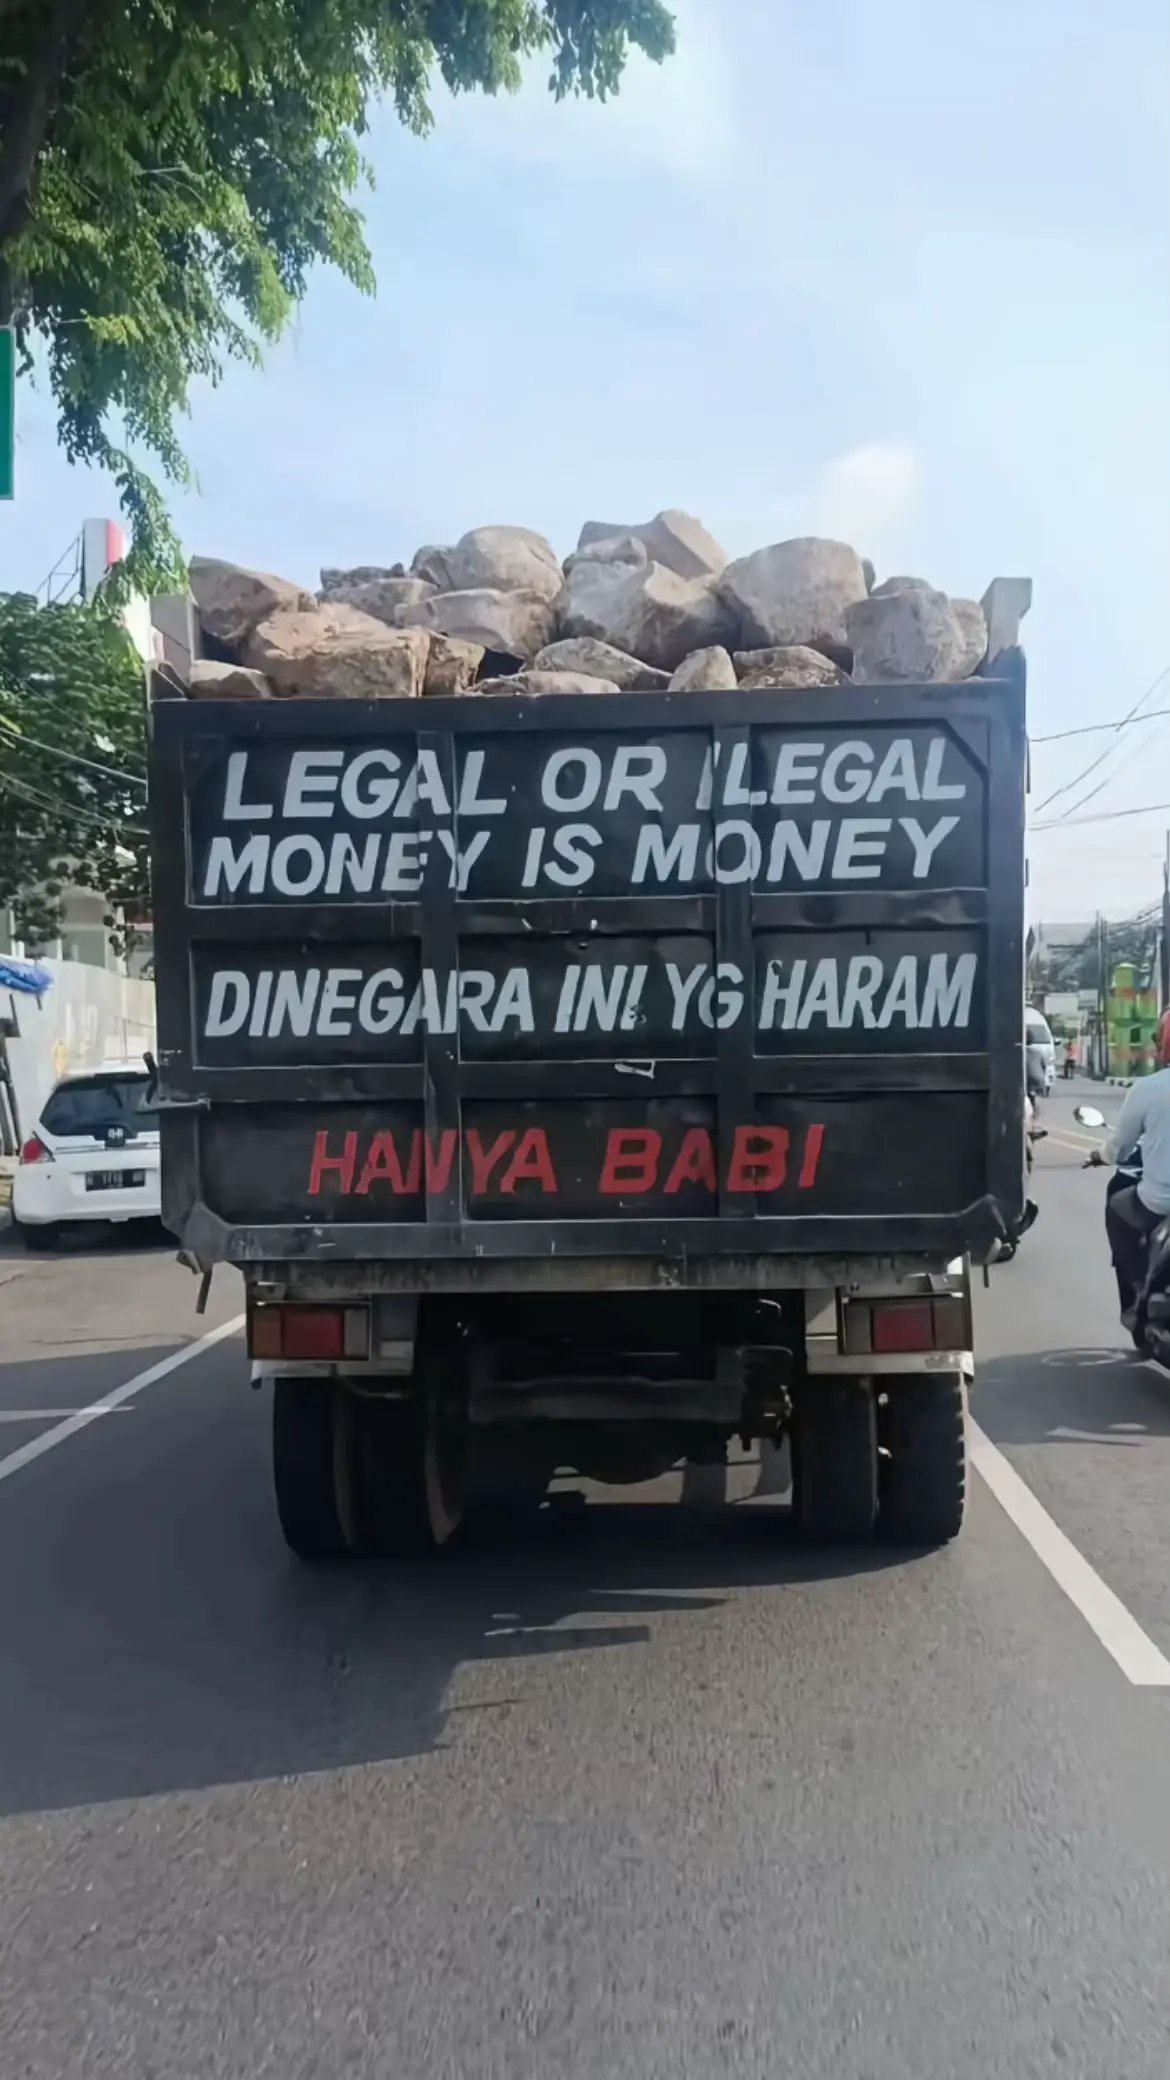 LEGAL OR ILEGAL
MONEY IS MONEY
DINEGARA INI YG HARAM
HANYA BABI